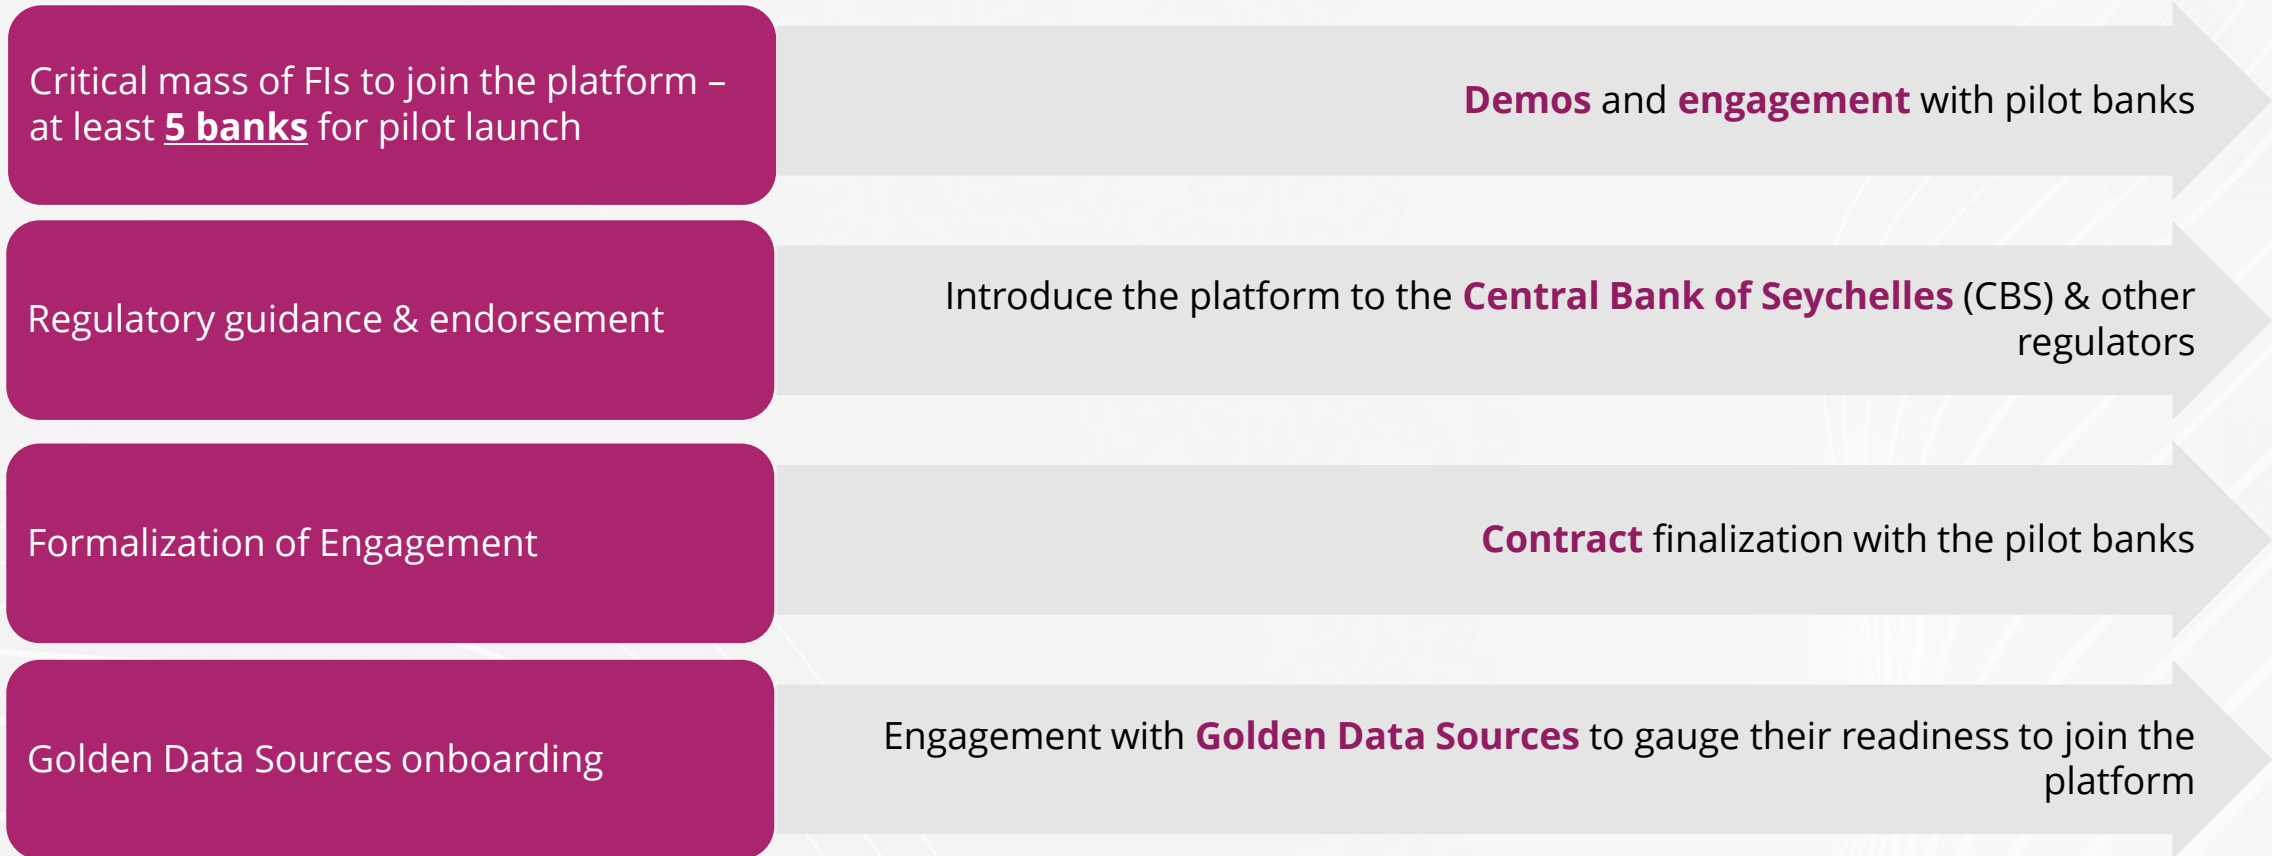 Critical mass of FIs to join the platform –
at least 5 banks for pilot launch
Demos and engagement with pilot banks
Regulatory guidance & endorsement
Introduce the platform to the Central Bank of Seychelles (CBS) & other
regulators
Formalization of Engagement
Contract finalization with the pilot banks
Golden Data Sources onboarding
Engagement with Golden Data Sources to gauge their readiness to join the
platform